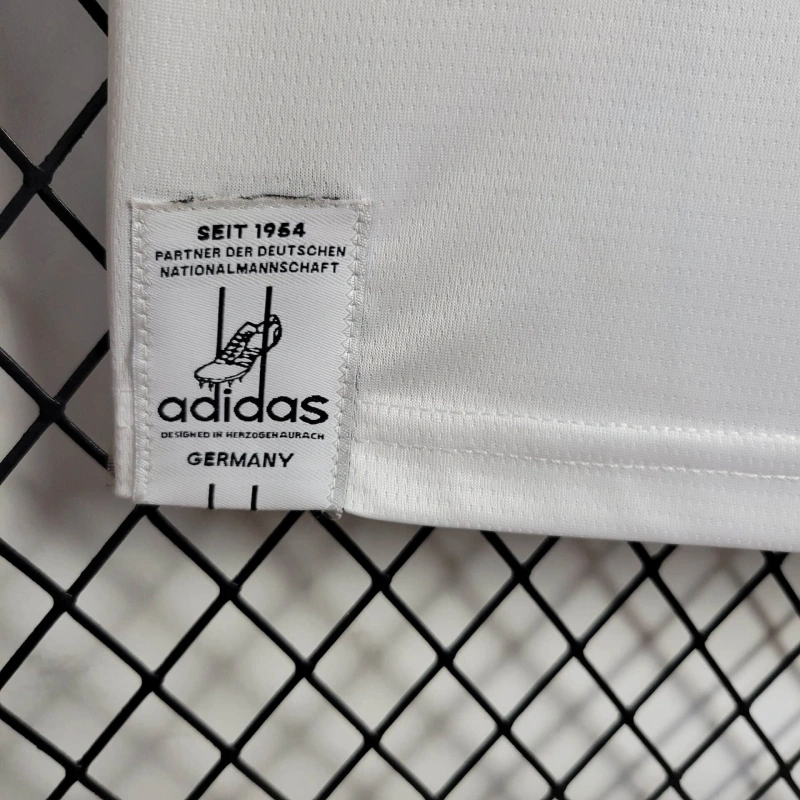 SEIT 1954
PARTNER DER DEUTSCHEN
NATIONALMANNSCHAFT
adidas
DESIGNED IN HERZOGENAURACH
GERMANY